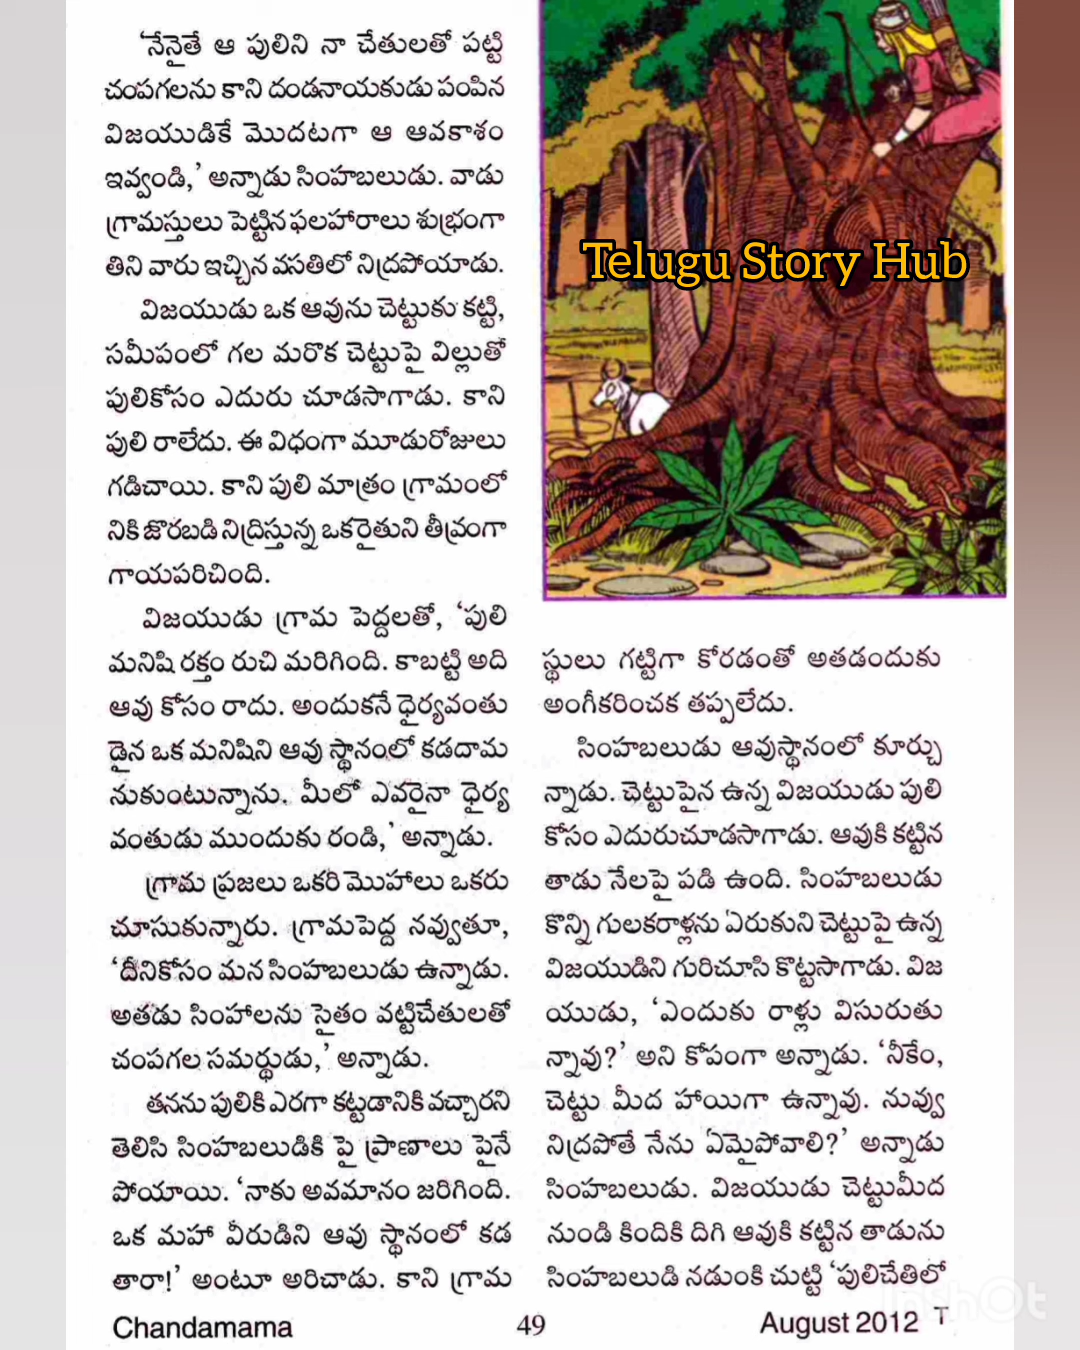 ‘నేనైతే ఆ పులిని నా చేతులతో పట్టి
చంపగలను కాని దండనాయకుడు పంపిన
విజయుడికే మొదటగా ఆ ఆవకాశం
ఇవ్వండి,’ అన్నాడు సింహబలుడు. వాడు
గ్రామస్తులు పెట్టిన ఫలహారాలు శుభ్రంగా
తిని వారు ఇచ్చిన వసతిలో నిద్రపోయాడు.
విజయుడు ఒక ఆవును చెట్టుకు కట్టి,
సమీపంలో గల మరొక చెట్టుపై విల్లుతో
పులికోసం ఎదురు చూడసాగాడు. కాని
పులి రాలేదు. ఈ విధంగా మూడురోజులు
గడిచాయి. కాని పులి మాత్రం గ్రామంలో
నికి జొరబడి నిద్రిస్తున్న ఒకరైతుని తీవ్రంగా
గాయపరిచింది.
విజయుడు గ్రామ పెద్దలతో, ‘పులి
మనిషి రక్తం రుచి మరిగింది. కాబట్టి అది
ఆవు కోసం రాదు. అందుకనే ధైర్యవంతు
డైన ఒక మనిషిని ఆవు స్థానంలో కడదామ
నుకుంటున్నాను. మీలో ఎవరైనా ధైర్య
వంతుడు ముందుకు రండి,’ అన్నాడు.
గ్రామ ప్రజలు ఒకరి మొహాలు ఒకరు
చూసుకున్నారు. గ్రామపెద్ద నవ్వుతూ,
‘దీనికోసం మన సింహబలుడు ఉన్నాడు.
అతడు సింహాలను సైతం వట్టిచేతులతో
చంపగల సమర్థుడు,’ అన్నాడు.
తనను పులికి ఎరగా కట్టడానికి వచ్చారని
తెలిసి సింహబలుడికి పై ప్రాణాలు పైనే
పోయాయి. ‘నాకు అవమానం జరిగింది.
ఒక మహా వీరుడిని ఆవు స్థానంలో కడ
తారా!’ అంటూ అరిచాడు. కాని గ్రామ
Telugu Story Hub
స్థులు గట్టిగా కోరడంతో అతడందుకు
అంగీకరించక తప్పలేదు.
సింహబలుడు ఆవుస్థానంలో కూర్చు
న్నాడు. చెట్టుపైన ఉన్న విజయుడు పులి
కోసం ఎదురుచూడసాగాడు. ఆవుకి కట్టిన
తాడు నేలపై పడి ఉంది. సింహబలుడు
కొన్ని గులకరాళ్లను ఏరుకుని చెట్టుపై ఉన్న
విజయుడిని గురిచూసి కొట్టసాగాడు. విజ
యుడు, ‘ఎందుకు రాళ్లు విసురుతు
న్నావు?’ అని కోపంగా అన్నాడు. ‘నీకేం,
చెట్టు మీద హాయిగా ఉన్నావు. నువ్వు
నిద్రపోతే నేను ఏమైపోవాలి?’ అన్నాడు
సింహబలుడు. విజయుడు చెట్టుమీద
నుండి కిందికి దిగి ఆవుకి కట్టిన తాడును
సింహబలుడి నడుంకి చుట్టి ‘పులిచేతిలో
Chandamama
49
August 2012 T
InShOt